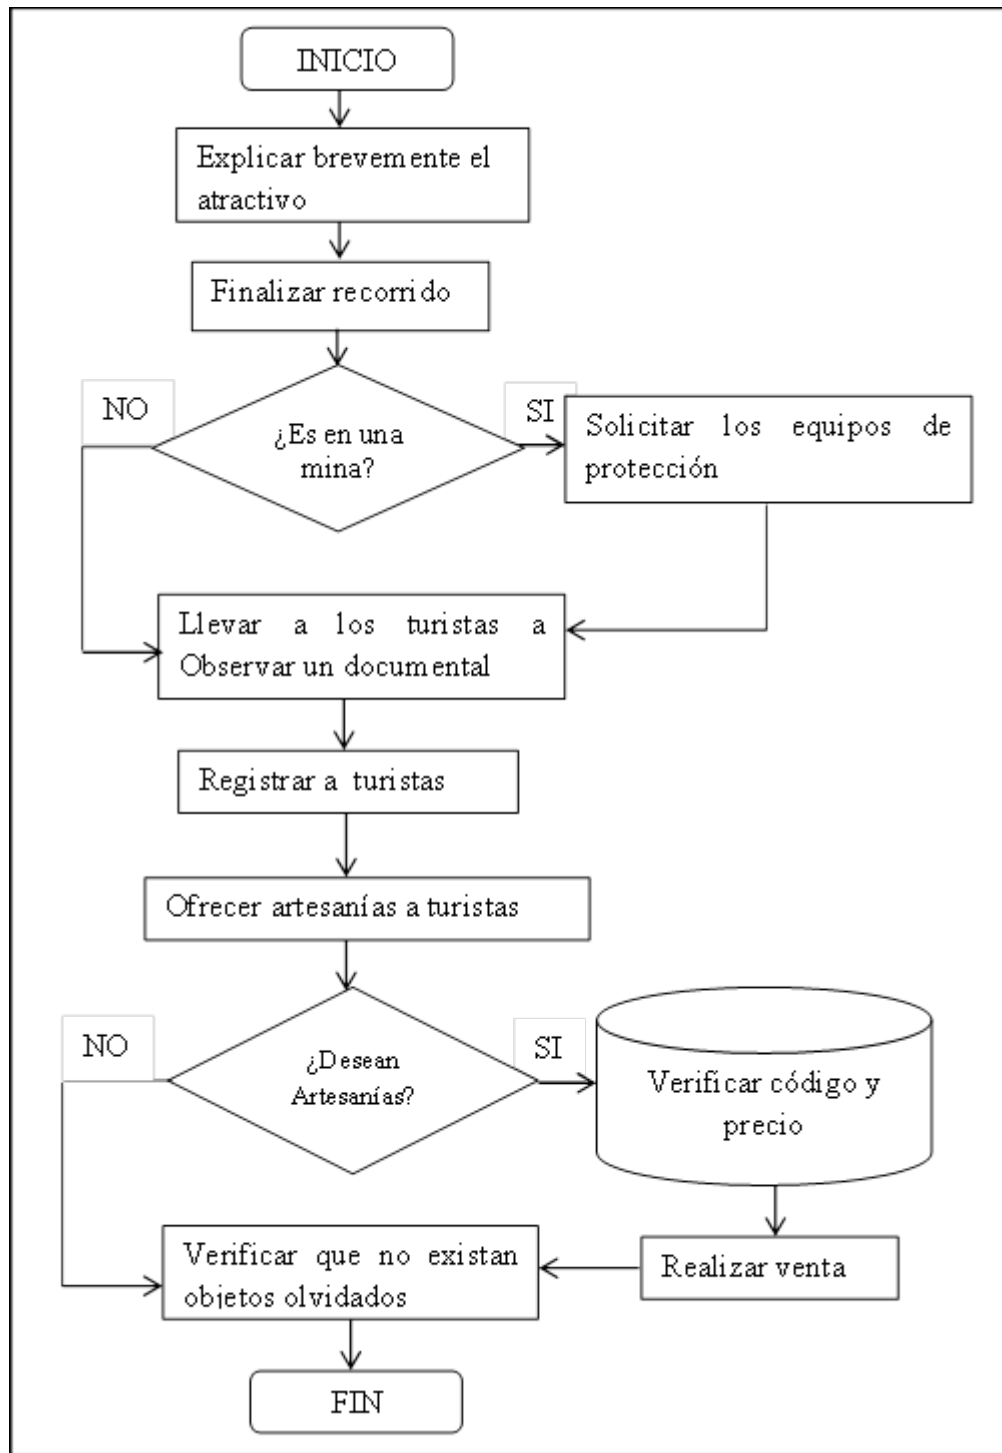 INICIO
Explicar brevemente el
atractivo
Finalizar recorrido
NO
¿Es en una
mina?
SI
Solicitar los equipos de
protección
Llevar a los turistas a
Observar un documental
Registrar a turistas
Ofrecer artesanías a turistas
NO
¿Desean
Artesanías?
SI
Verificar código y
precio
Verificar que no existan
objetos olvidados
Realizar venta
FIN